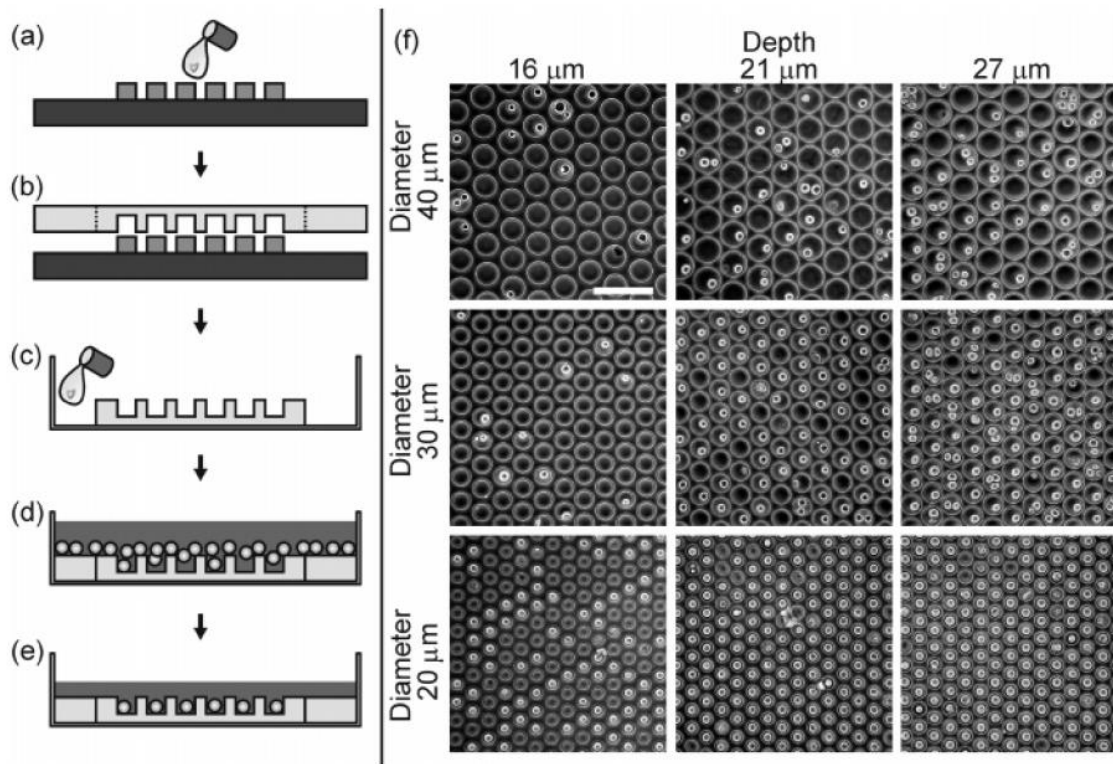 (a)
(b)
(c)
(d)
(e)
(f)
Depth
16 μm
21 μm
27 μm
Diameter
40 μm
Diameter
30 μm
Diameter
20 μm